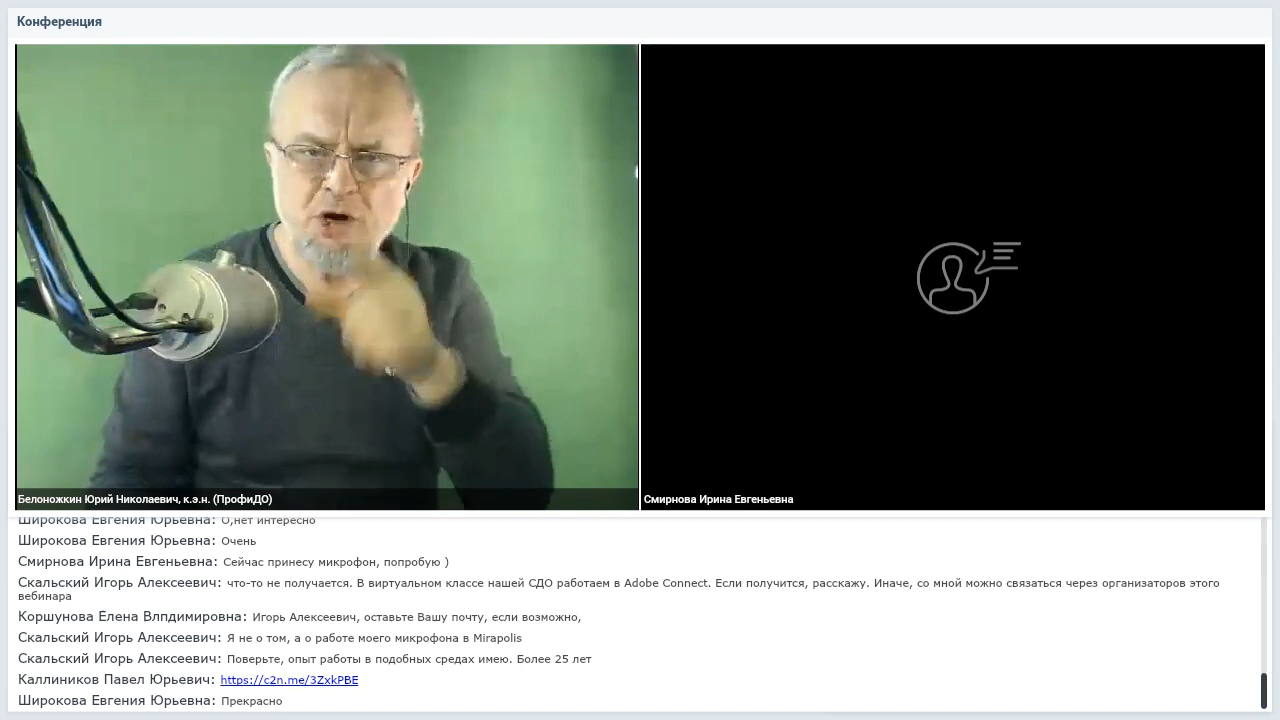 Конференция
Белоножкин Юрий Николаевич, к.э.н. (ПрофиДО)
Смирнова Ирина Евгеньевна
Широкова Евгения Юрьевна: О,нет интересно
Широкова Евгения Юрьевна: Очень
Смирнова Ирина Евгеньевна: Сейчас принесу микрофон, попробую )
Скальский Игорь Алексеевич: что-то не получается. В виртуальном классе нашей СДО работаем в Adobe Connect. Если получится, расскажу. Иначе, со мной можно связаться через организаторов этого
вебинара
Коршунова Елена Влпдимировна: Игорь Алексеевич, оставьте Вашу почту, если возможно,
Скальский Игорь Алексеевич: Я не о том, а о работе моего микрофона в Mirapolis
Скальский Игорь Алексеевич: Поверьте, опыт работы в подобных средах имею. Более 25 лет
Каллиников Павел Юрьевич: https://c2n.me/3ZxkPBE
Широкова Евгения Юрьевна: Прекрасно